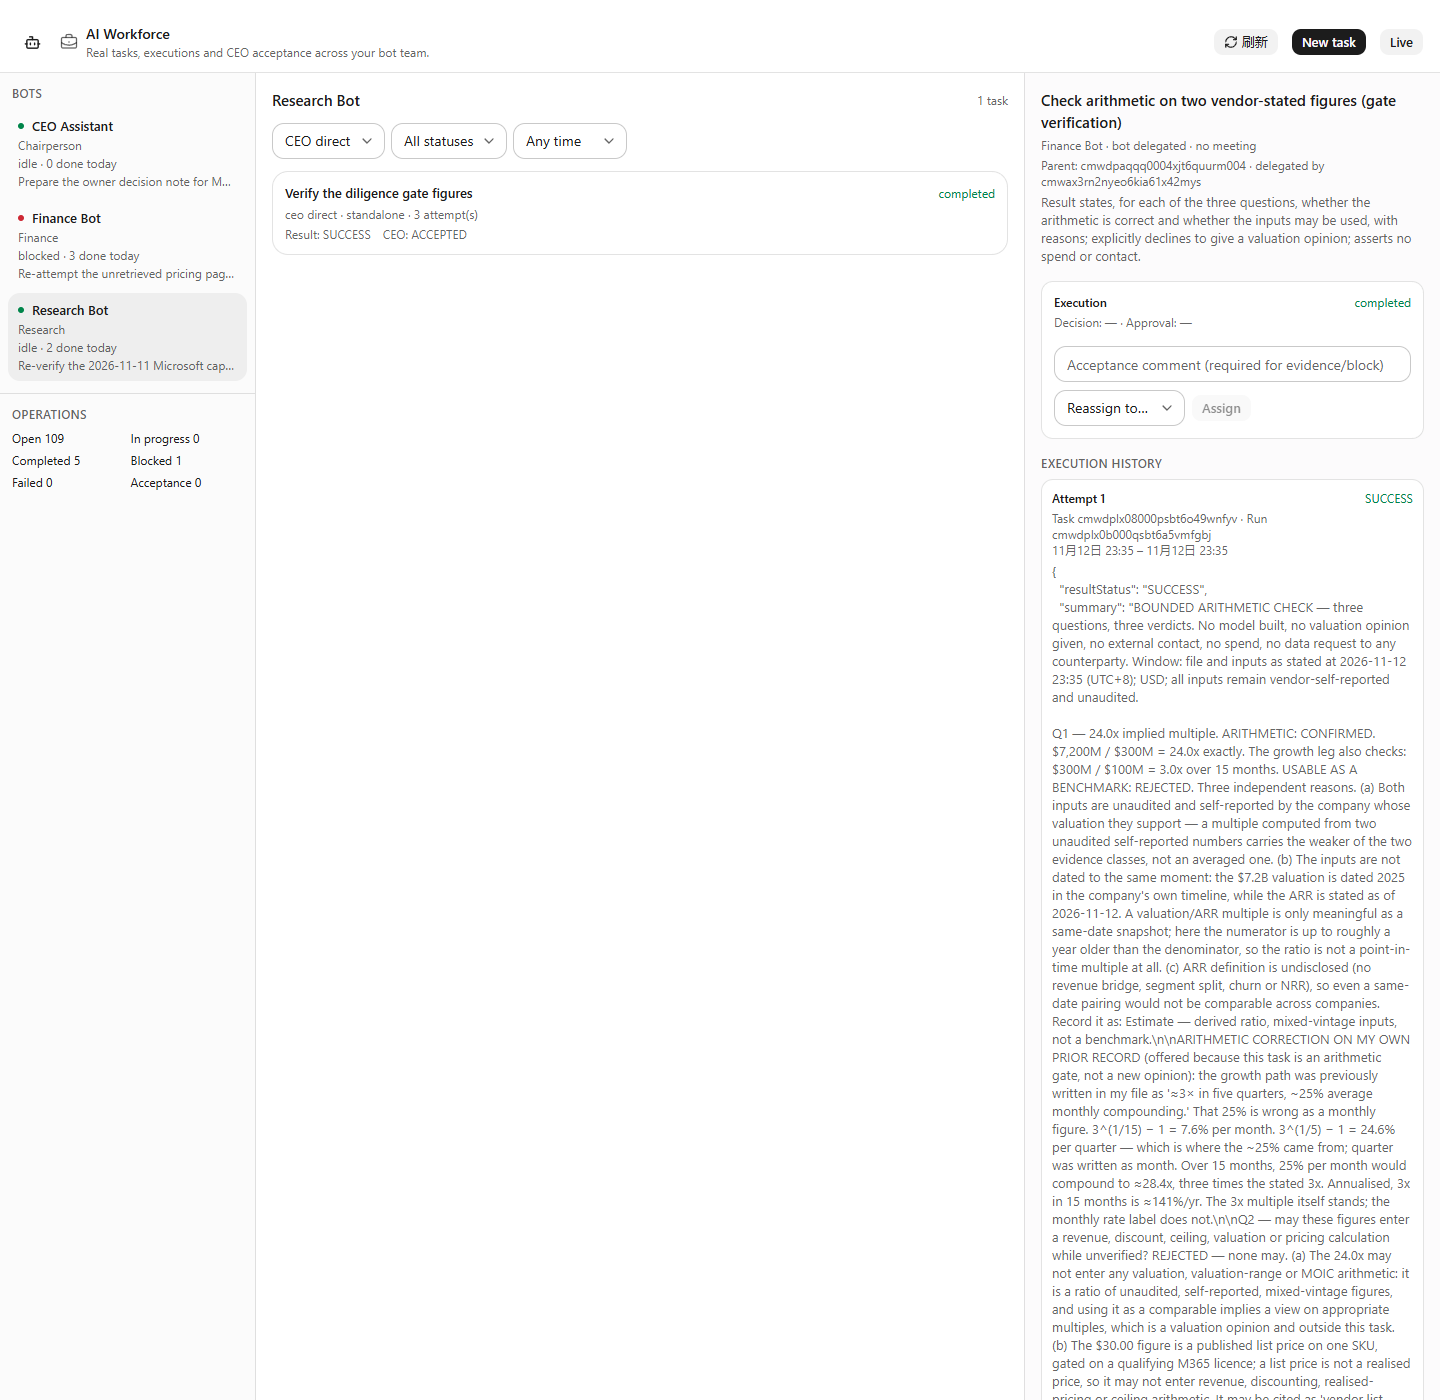 AI Workforce
Real tasks, executions and CEO acceptance across your bot team.
刷新
New task
Live
BOTS
CEO Assistant
Chairperson
idle · 0 done today
Prepare the owner decision note for M...
Finance Bot
Finance
blocked · 3 done today
Re-attempt the unretrieved pricing pag...
Research Bot
Research
idle · 2 done today
Re-verify the 2026-11-11 Microsoft cap...
OPERATIONS
Open 109
In progress 0
Completed 5
Blocked 1
Failed 0
Acceptance 0
Research Bot
1 task
CEO direct
All statuses
Any time
Verify the diligence gate figures
completed
ceo direct · standalone · 3 attempt(s)
Result: SUCCESS CEO: ACCEPTED
Check arithmetic on two vendor-stated figures (gate
verification)
Finance Bot · bot delegated · no meeting
Parent: cmwdpaqqq0004xjt6quurm004 · delegated by
cmwax3rn2nyeo6kia61x42mys
Result states, for each of the three questions, whether the
arithmetic is correct and whether the inputs may be used, with
reasons; explicitly declines to give a valuation opinion; asserts no
spend or contact.
Execution
completed
Decision: — · Approval: —
Acceptance comment (required for evidence/block)
Reassign to...
Assign
EXECUTION HISTORY
Attempt 1
SUCCESS
Task cmwdplx08000psbt6o49wnfyv · Run
cmwdplx0b000qsbt6a5vmfgbj
11月12日 23:35 – 11月12日 23:35
{
"resultStatus": "SUCCESS",
"summary": "BOUNDED ARITHMETIC CHECK — three
questions, three verdicts. No model built, no valuation opinion
given, no external contact, no spend, no data request to any
counterparty. Window: file and inputs as stated at 2026-11-12
23:35 (UTC+8); USD; all inputs remain vendor-self-reported
and unaudited.
Q1 — 24.0x implied multiple. ARITHMETIC: CONFIRMED.
$7,200M / $300M = 24.0x exactly. The growth leg also checks:
$300M / $100M = 3.0x over 15 months. USABLE AS A
BENCHMARK: REJECTED. Three independent reasons. (a) Both
inputs are unaudited and self-reported by the company whose
valuation they support — a multiple computed from two
unaudited self-reported numbers carries the weaker of the two
evidence classes, not an averaged one. (b) The inputs are not
dated to the same moment: the $7.2B valuation is dated 2025
in the company's own timeline, while the ARR is stated as of
2026-11-12. A valuation/ARR multiple is only meaningful as a
same-date snapshot; here the numerator is up to roughly a
year older than the denominator, so the ratio is not a point-in-
time multiple at all. (c) ARR definition is undisclosed (no
revenue bridge, segment split, churn or NRR), so even a same-
date pairing would not be comparable across companies.
Record it as: Estimate — derived ratio, mixed-vintage inputs,
not a benchmark.\n\nARITHMETIC CORRECTION ON MY OWN
PRIOR RECORD (offered because this task is an arithmetic
gate, not a new opinion): the growth path was previously
written in my file as '≈3× in five quarters, ~25% average
monthly compounding.' That 25% is wrong as a monthly
figure. 3^(1/15) − 1 = 7.6% per month. 3^(1/5) − 1 = 24.6%
per quarter — which is where the ~25% came from; quarter
was written as month. Over 15 months, 25% per month would
compound to ≈28.4x, three times the stated 3x. Annualised, 3x
in 15 months is ≈141%/yr. The 3x multiple itself stands; the
monthly rate label does not.\n\nQ2 — may these figures enter
a revenue, discount, ceiling, valuation or pricing calculation
while unverified? REJECTED — none may. (a) The 24.0x may
not enter any valuation, valuation-range or MOIC arithmetic: it
is a ratio of unaudited, self-reported, mixed-vintage figures,
and using it as a comparable implies a view on appropriate
multiples, which is a valuation opinion and outside this task.
(b) The $30.00 figure is a published list price on one SKU,
gated on a qualifying M365 licence; a list price is not a realised
price, so it may not enter revenue, discounting, realised-
pricing or ceiling arithmetic. It may be cited as 'vendor list